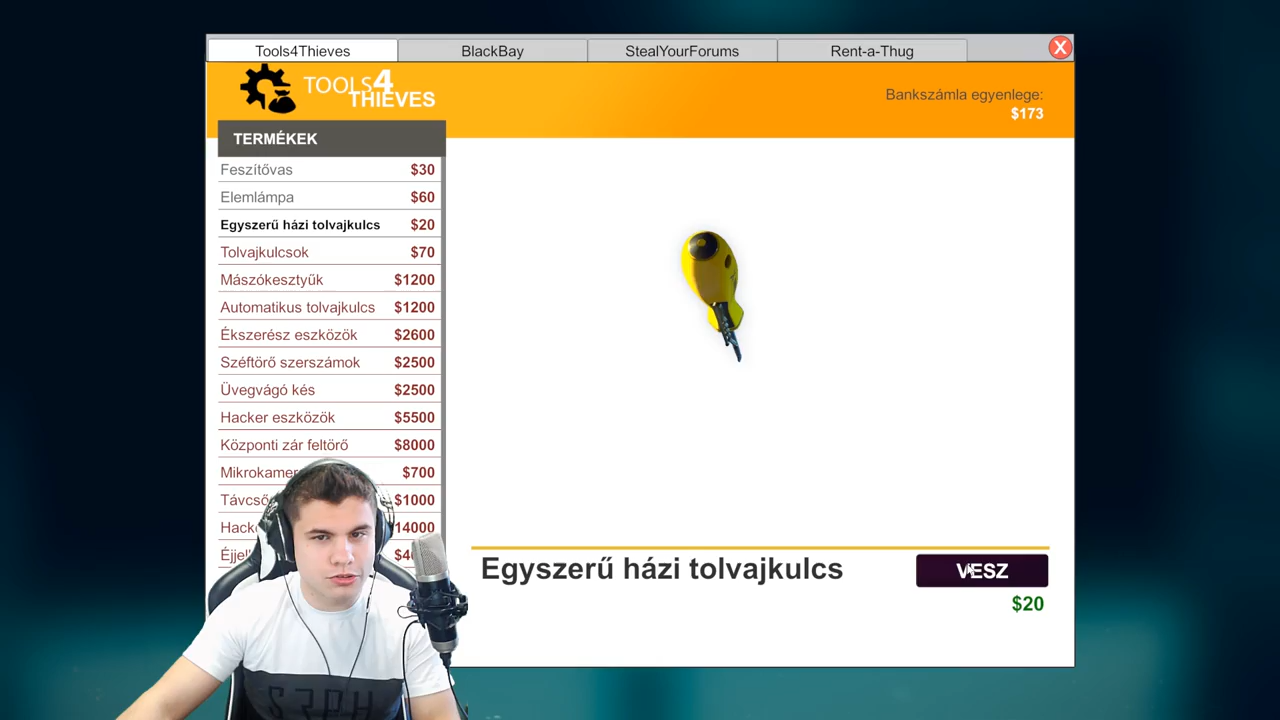 Tools4Thieves
BlackBay
StealYourForums
Rent-a-Thug
X
TOOLS4
THIEVES
Bankszámla egyenlege:
$173
TERMÉKEK
Feszítővas $30
Elemlámpa $60
Egyszerű házi tolvajkulcs $20
Tolvajkulcsok $70
Mászókesztyűk $1200
Automatikus tolvajkulcs $1200
Ékszerész eszközök $2600
Széftörő szerszámok $2500
Üvegvágó kés $2500
Hacker eszközök $5500
Központi zár feltörő $8000
$700
$1000
14000
Egyszerű házi tolvajkulcs
VESZ
$20